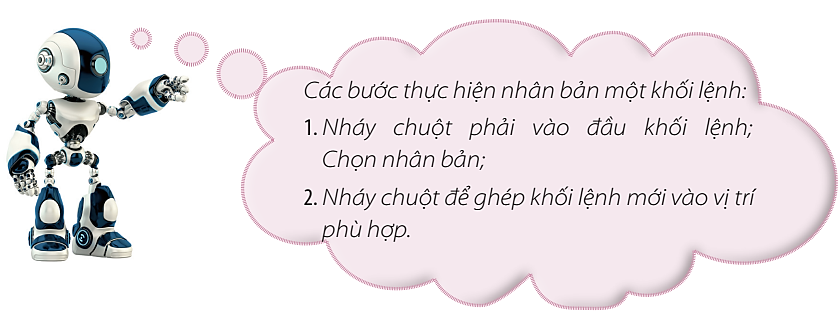 Các bước thực hiện nhân bản một khối lệnh:
1. Nháy chuột phải vào đầu khối lệnh;
Chọn nhân bản;
2. Nháy chuột để ghép khối lệnh mới vào vị trí
phù hợp.